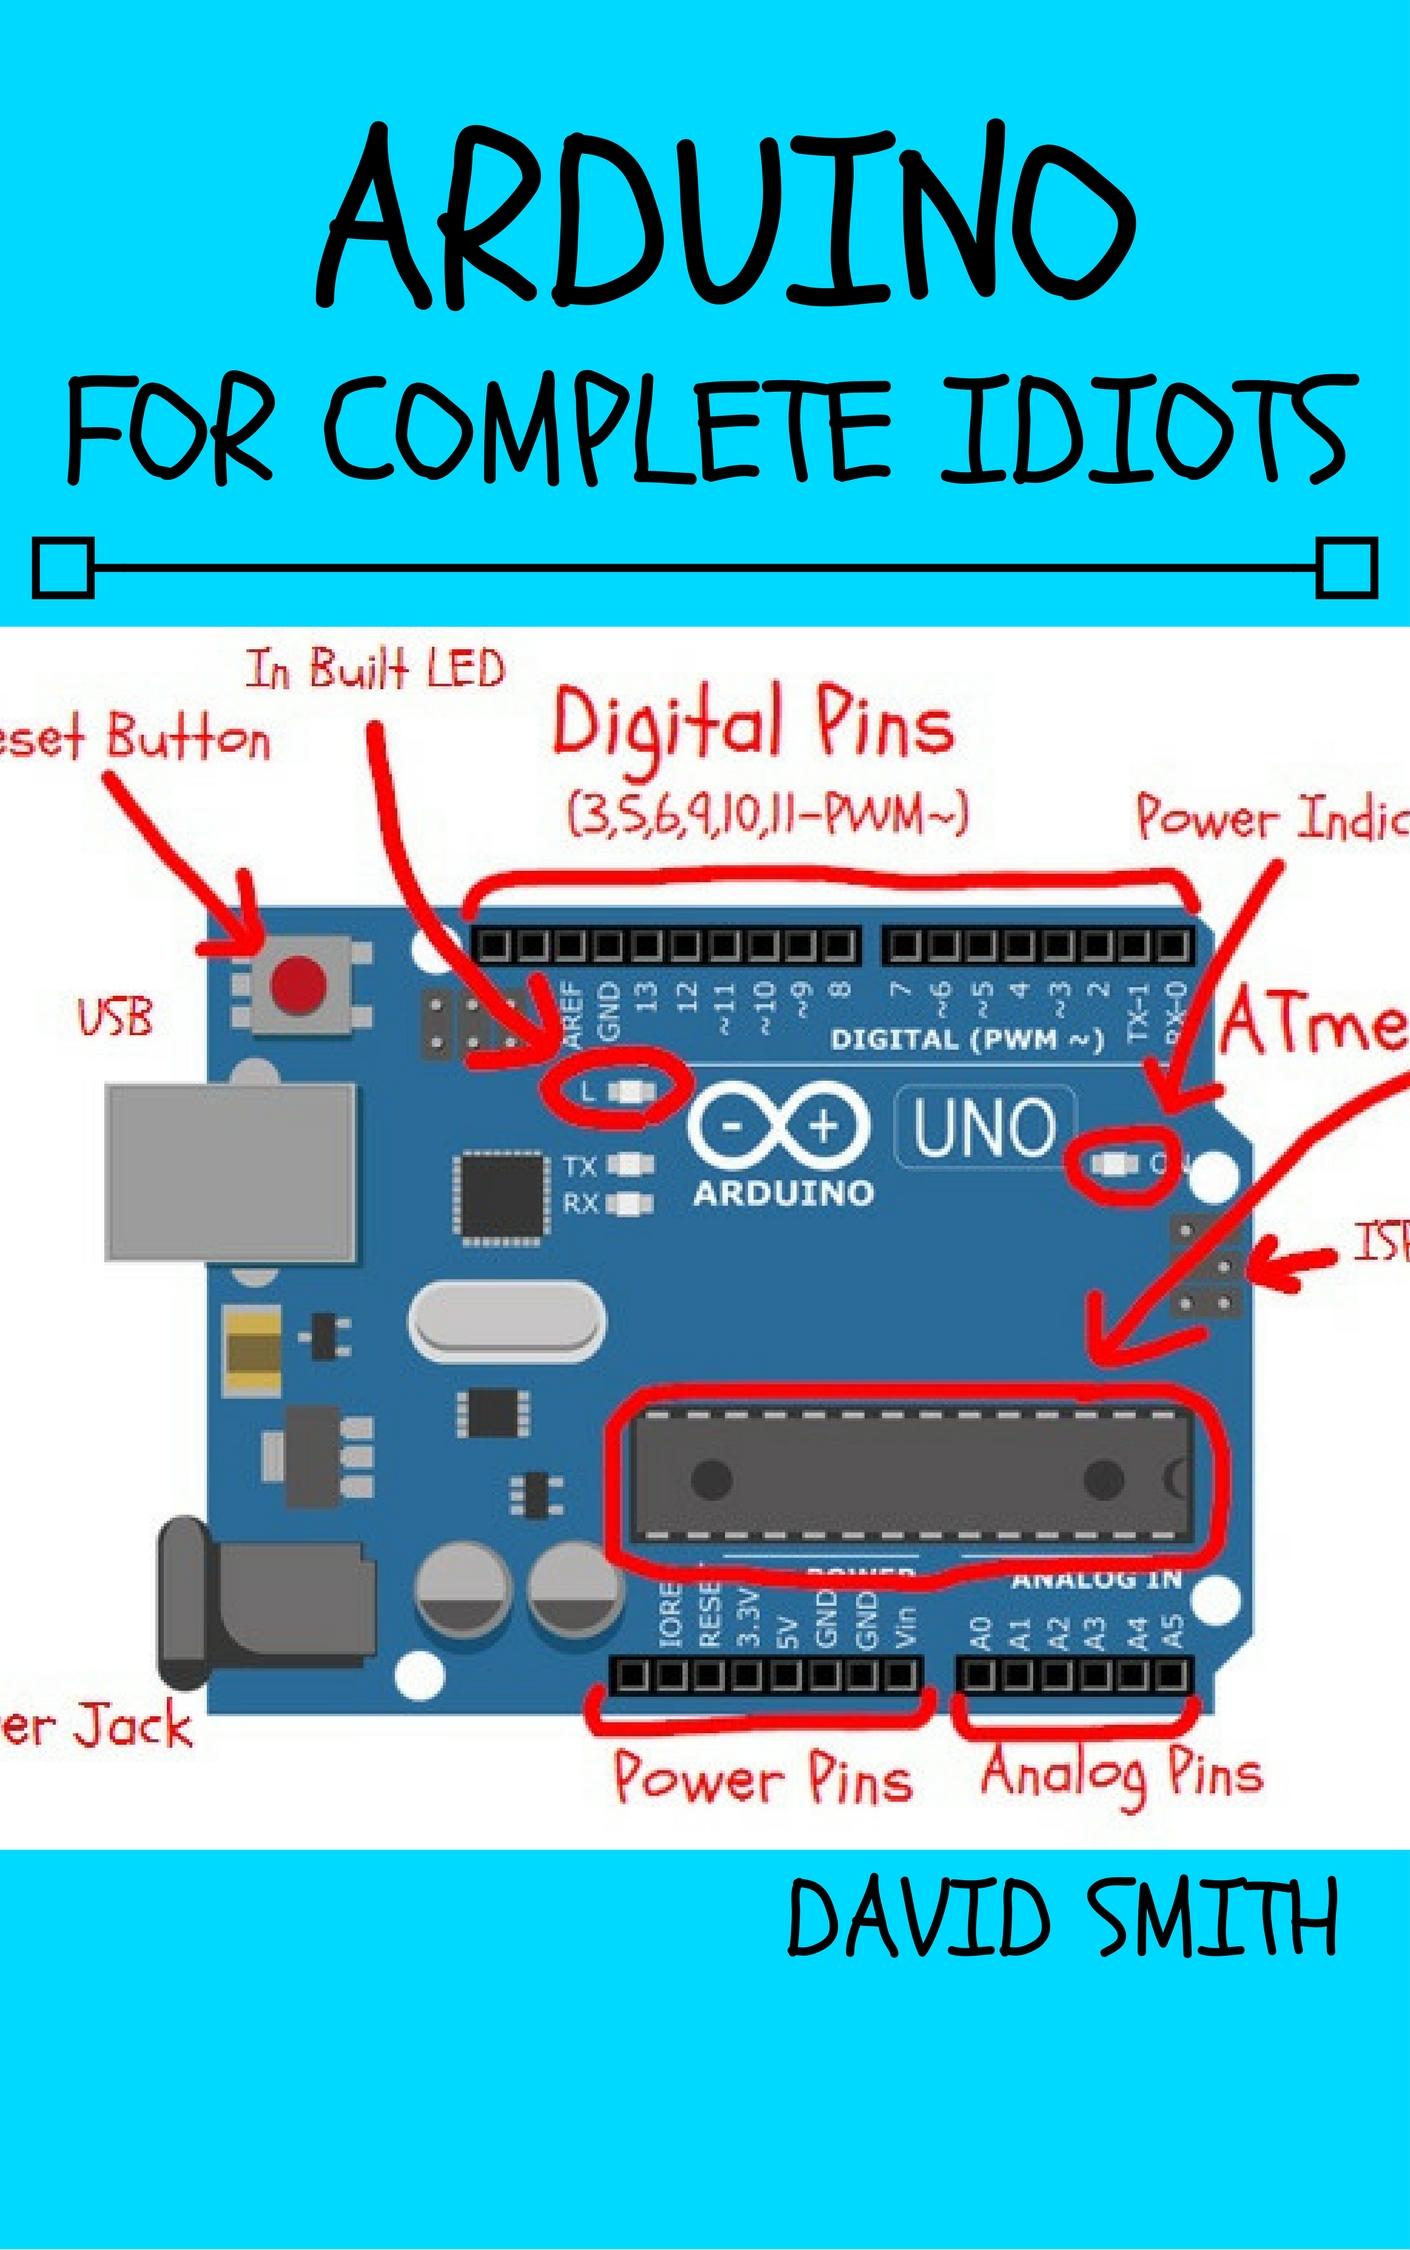 ARDUINO
FOR COMPLETE IDIOTS
In Built LED
eset Button
Digital Pins
(3,5,6,9,10,11-PWM~)
Power Indic
USB
ATme
AREF
GND
13
12
~11
~10
~9
8
7
~6
~5
4
~3
2
TX-1
RX-0
DIGITAL (PWM ~)
L
TX
RX
- +
ARDUINO
UNO
ON
ISP
POWER
ANALOG IN
IORE
RESE
3.3V
5V
GND
GND
Vin
A0
A1
A2
A3
A4
A5
er Jack
Power Pins
Analog Pins
DAVID SMITH